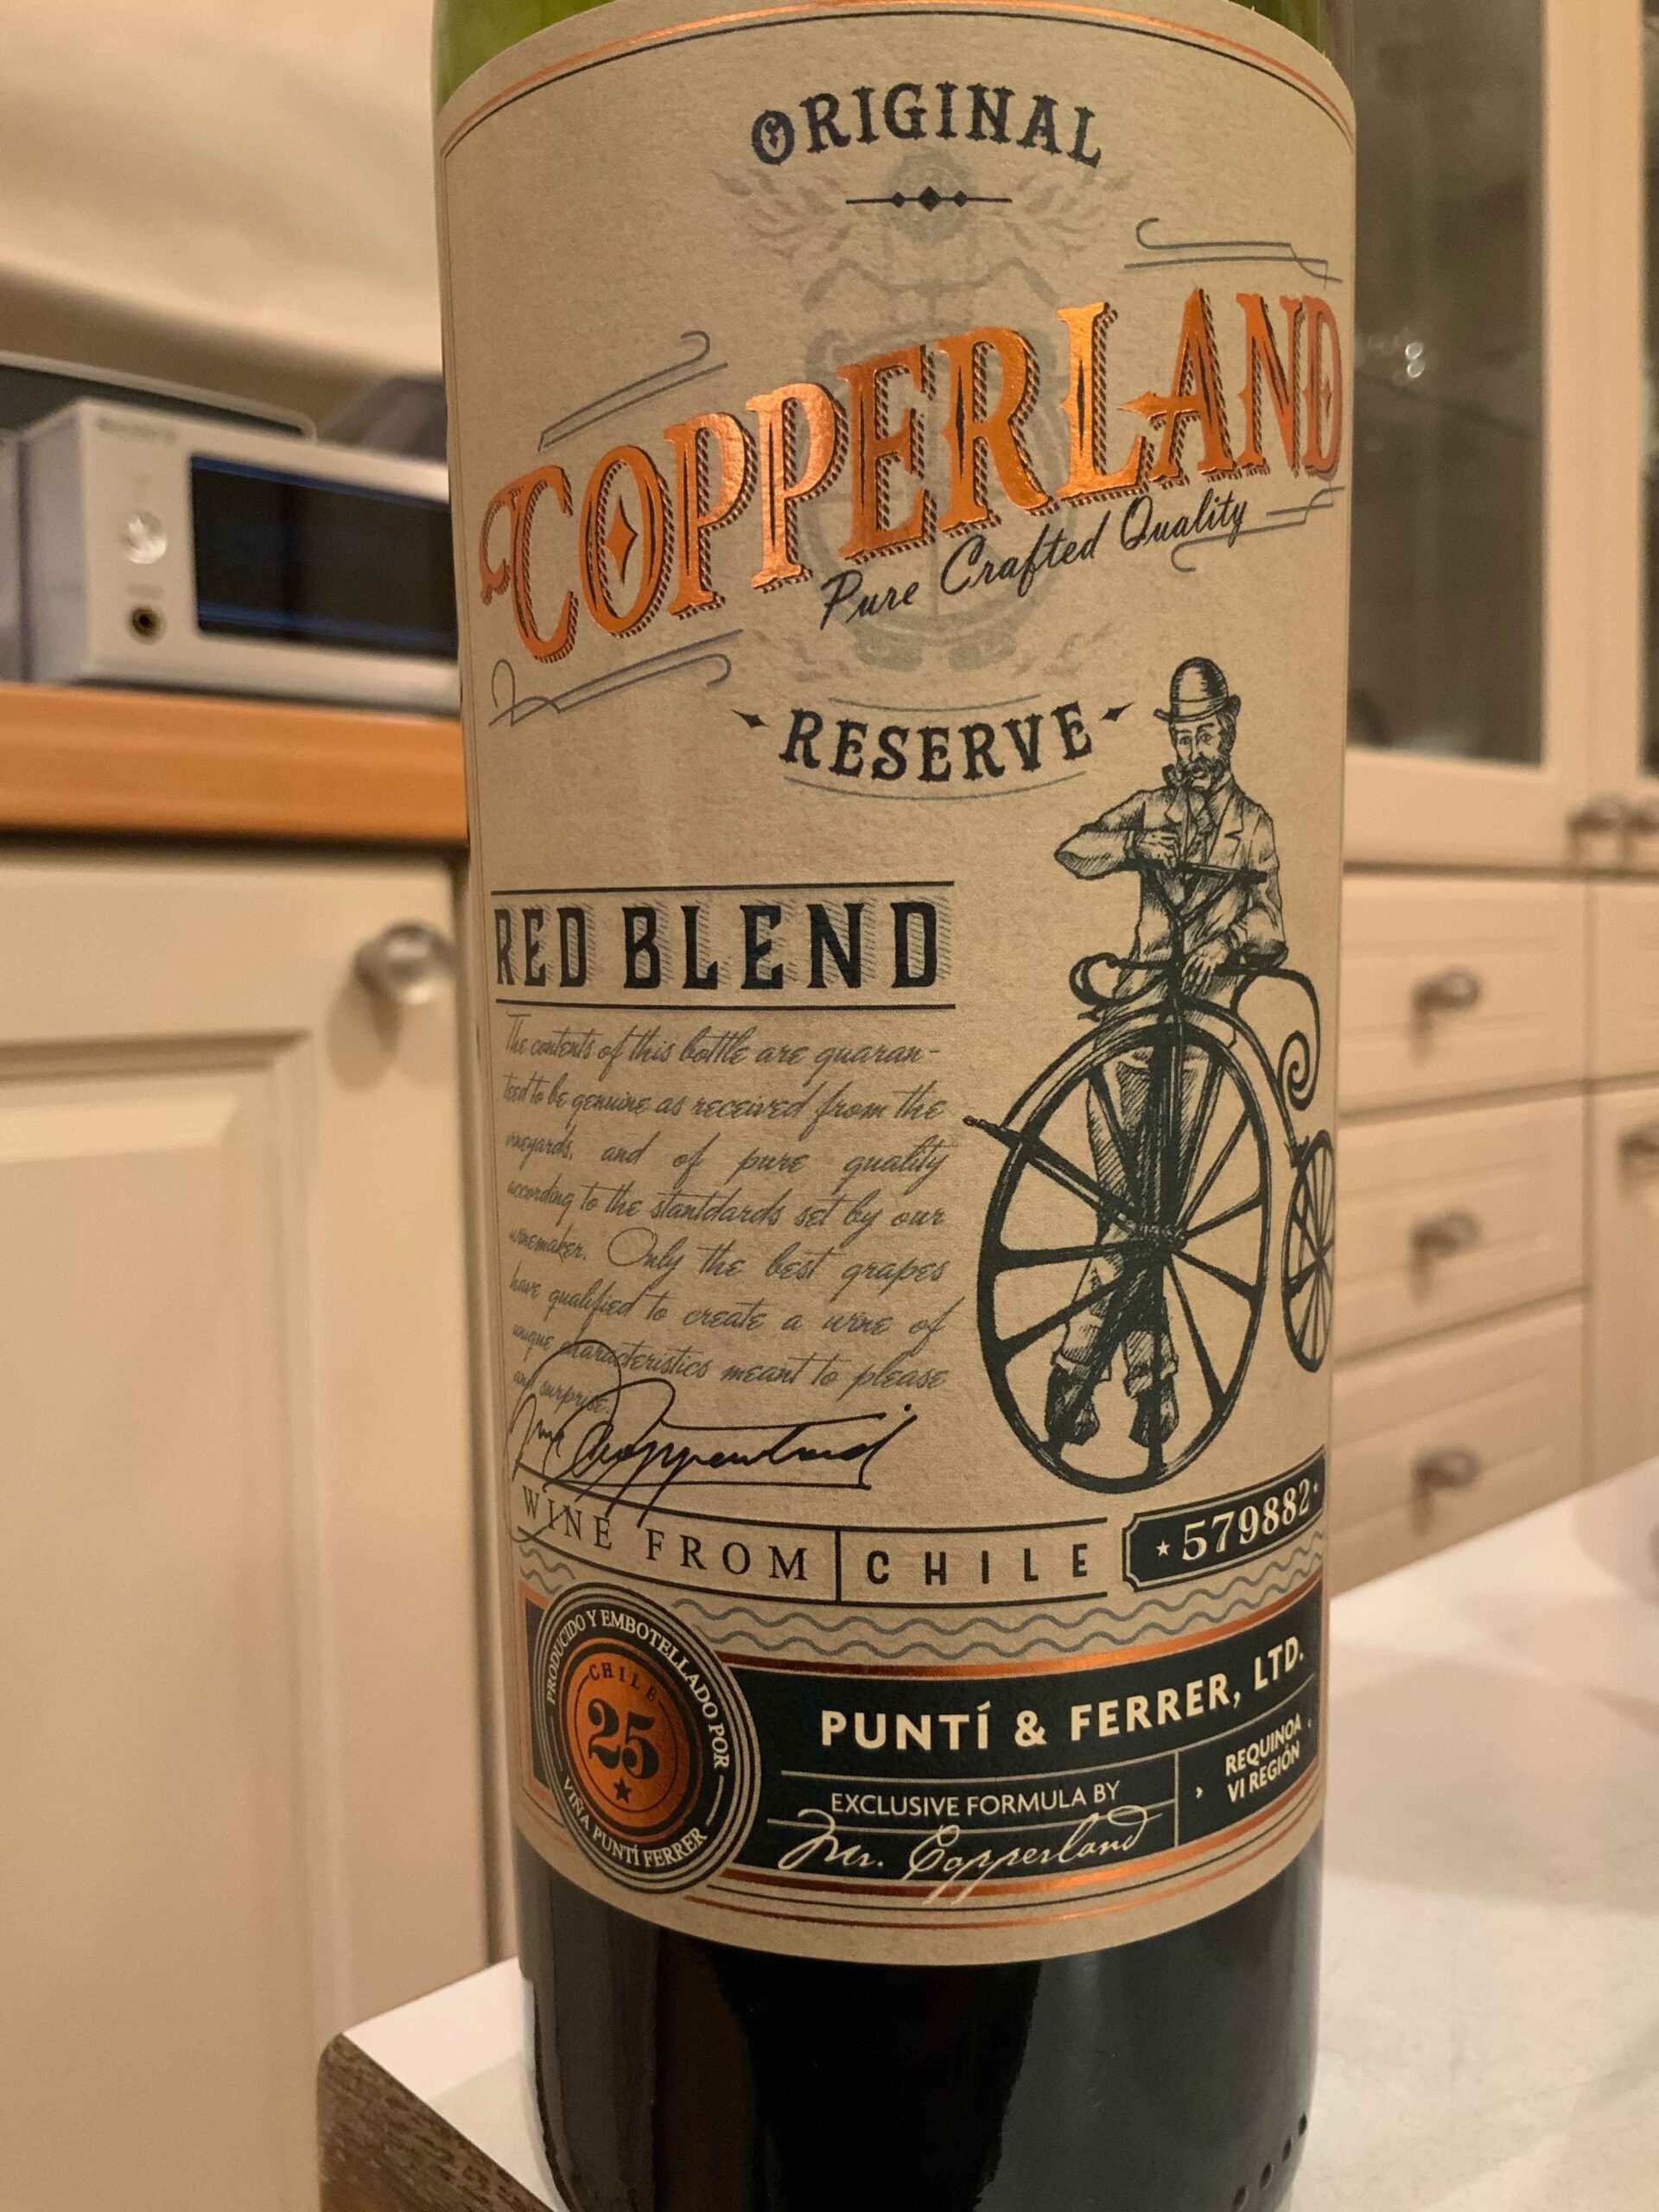 ORIGINAL
COPPERLAND
Pure Crafted Quality
RESERVE
RED BLEND
The contents of this bottle are guaran-
teed to be genuine as received from the
vineyards, and of pure quality
according to the stantdards set by our
winemaker. Only the best grapes
have qualified to create a wine of
unique characteristics meant to please
and surprise.
WINE FROM CHILE
579882
PRODUCIDO Y EMBOTELLADO POR
CHILE
25
VIÑA PUNTÍ FERRER
PUNTÍ & FERRER, LTD.
EXCLUSIVE FORMULA BY
Mr. Copperland
REQUINOA
VI REGIÓN